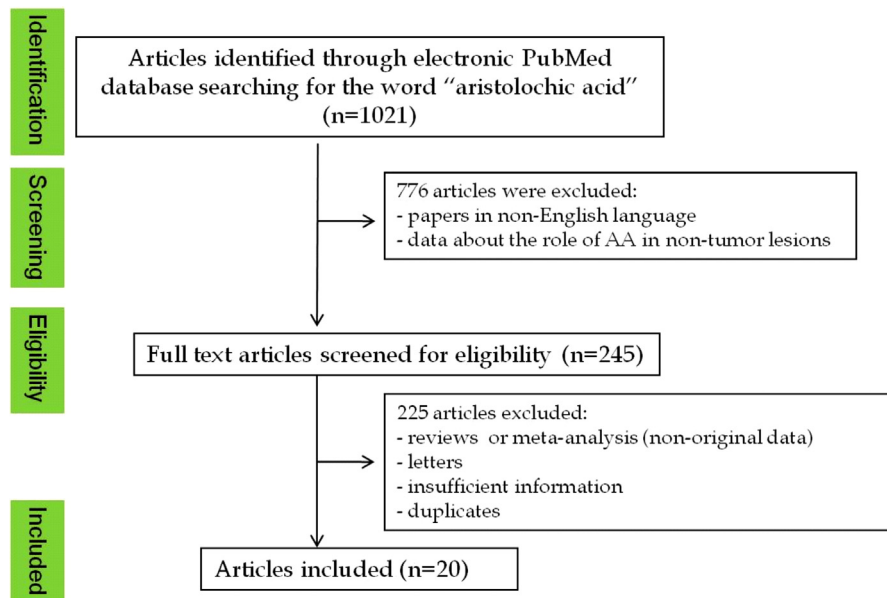 Identification
Articles identified through electronic PubMed
database searching for the word “aristolochic acid”
(n=1021)
Screening
776 articles were excluded:
- papers in non-English language
- data about the role of AA in non-tumor lesions
Eligibility
Full text articles screened for eligibility (n=245)
225 articles excluded:
- reviews or meta-analysis (non-original data)
- letters
- insufficient information
- duplicates
Included
Articles included (n=20)